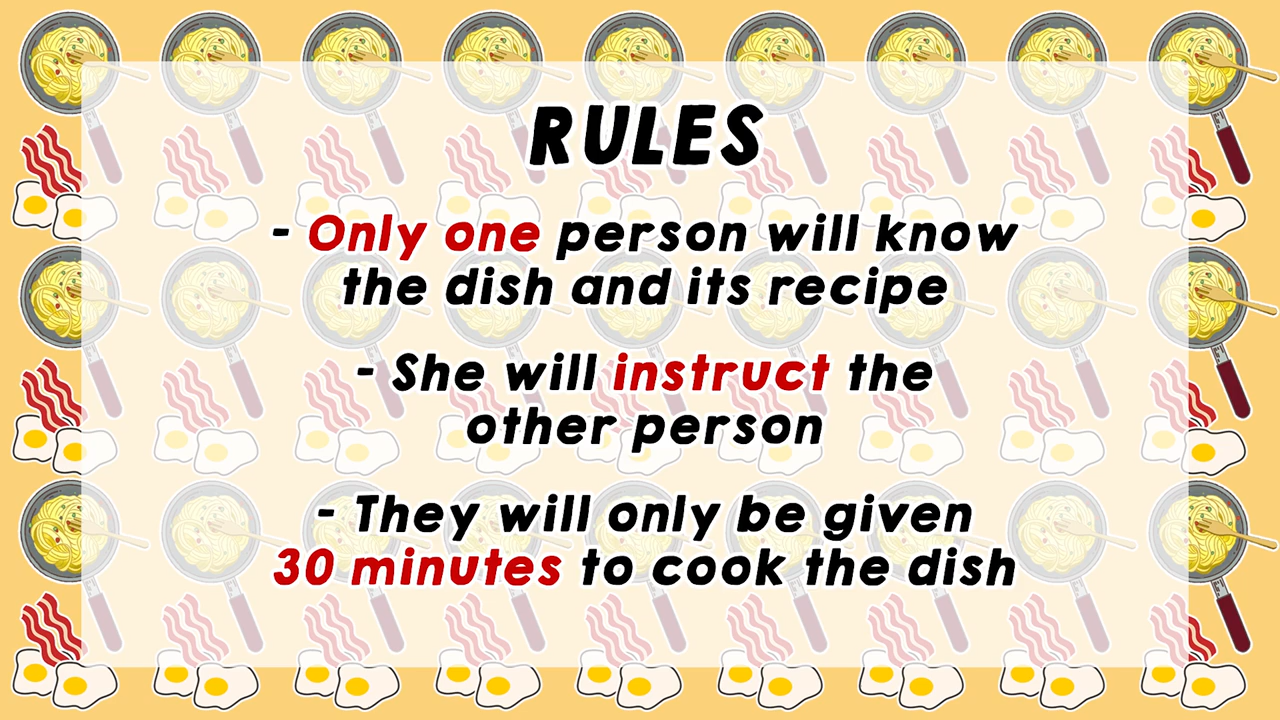 RULES
- Only one person will know
the dish and its recipe
- She will instruct the
other person
- They will only be given
30 minutes to cook the dish